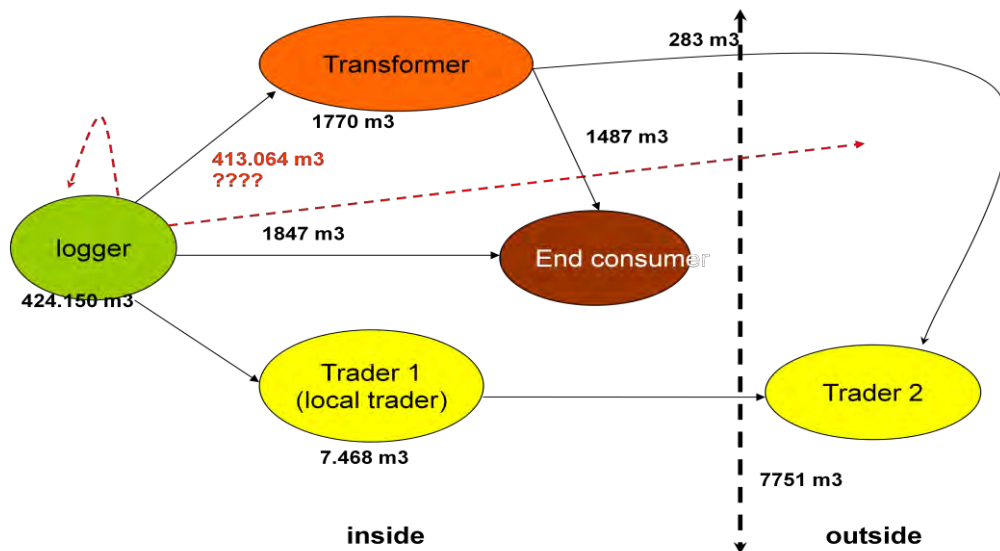 283 m3
Transformer
1770 m3
1487 m3
413.064 m3
????
logger
1847 m3
End consumer
424.150 m3
Trader 1
(local trader)
Trader 2
7.468 m3
7751 m3
inside
outside